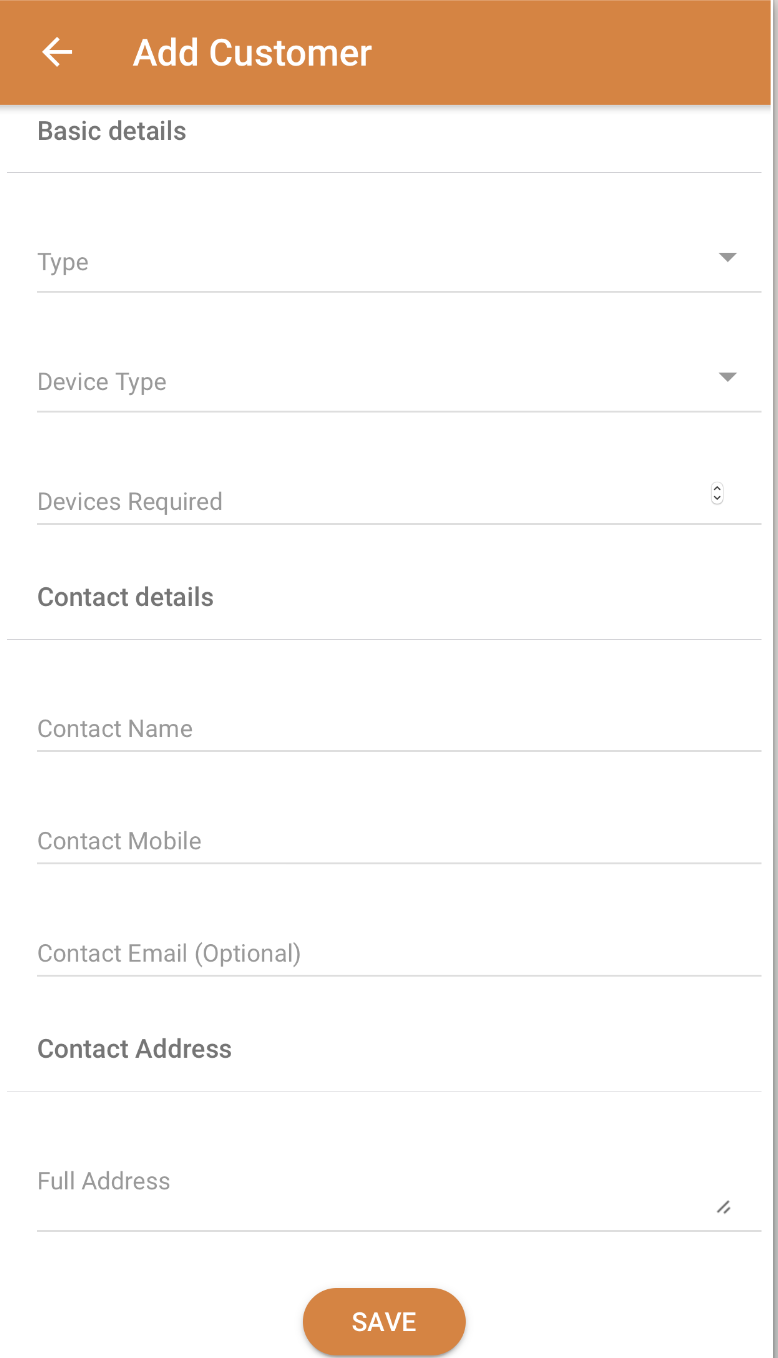 Add Customer
Basic details
Type
Device Type
Devices Required
Contact details
Contact Name
Contact Mobile
Contact Email (Optional)
Contact Address
Full Address
SAVE